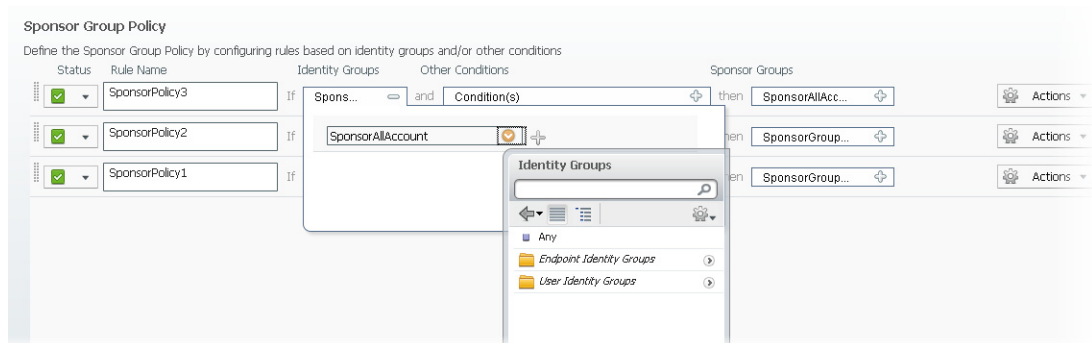 Sponsor Group Policy
Define the Sponsor Group Policy by configuring rules based on identity groups and/or other conditions
Status Rule Name Identity Groups Other Conditions Sponsor Groups
SponsorPolicy3 If Spons... and Condition(s) then SponsorAllAcc... Actions
SponsorAllAccount
SponsorPolicy2 If hen SponsorGroup... Actions
Identity Groups
SponsorPolicy1 If en SponsorGroup... Actions
Any
Endpoint Identity Groups
User Identity Groups